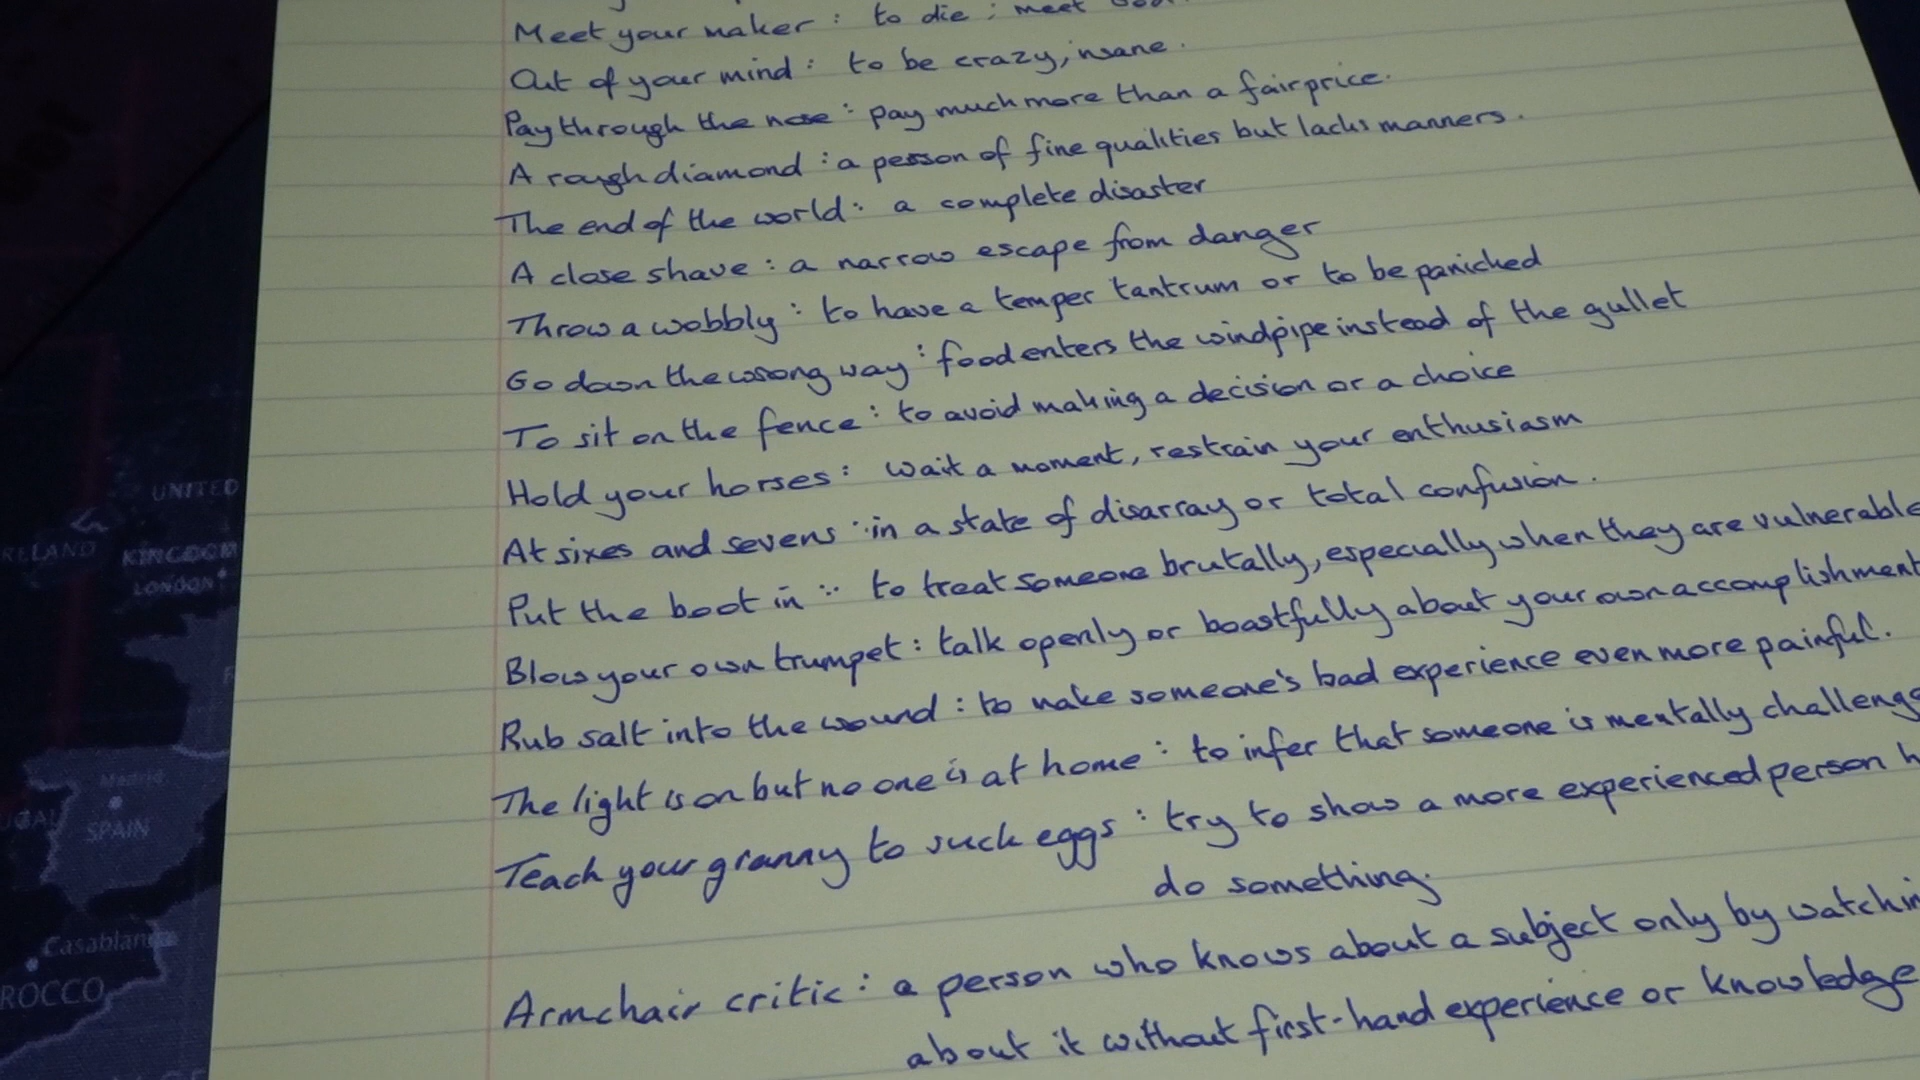 Meet your maker : to die ; meet God
Out of your mind : to be crazy, insane.
Pay through the nose : pay much more than a fair price.
A rough diamond : a person of fine qualities but lacks manners.
The end of the world : a complete disaster
A close shave : a narrow escape from danger
Throw a wobbly : to have a temper tantrum or to be panicked
Go down the wrong way : food enters the windpipe instead of the gullet
To sit on the fence : to avoid making a decision or a choice
Hold your horses : wait a moment, restrain your enthusiasm
At sixes and sevens : in a state of disarray or total confusion.
Put the boot in : to treat someone brutally, especially when they are vulnerable
Blow your own trumpet : talk openly or boastfully about your own accomplishment
Rub salt into the wound : to make someone's bad experience even more painful.
The light is on but no one is at home : to infer that someone is mentally challenge
Teach your granny to suck eggs : try to show a more experienced person h
do something.
Armchair critic : a person who knows about a subject only by watchin
about it without first-hand experience or knowledge
UNITED
KINGDOM
RELAND
LONDON
Madrid
SPAIN
UGAL
Casablan
ROCCO